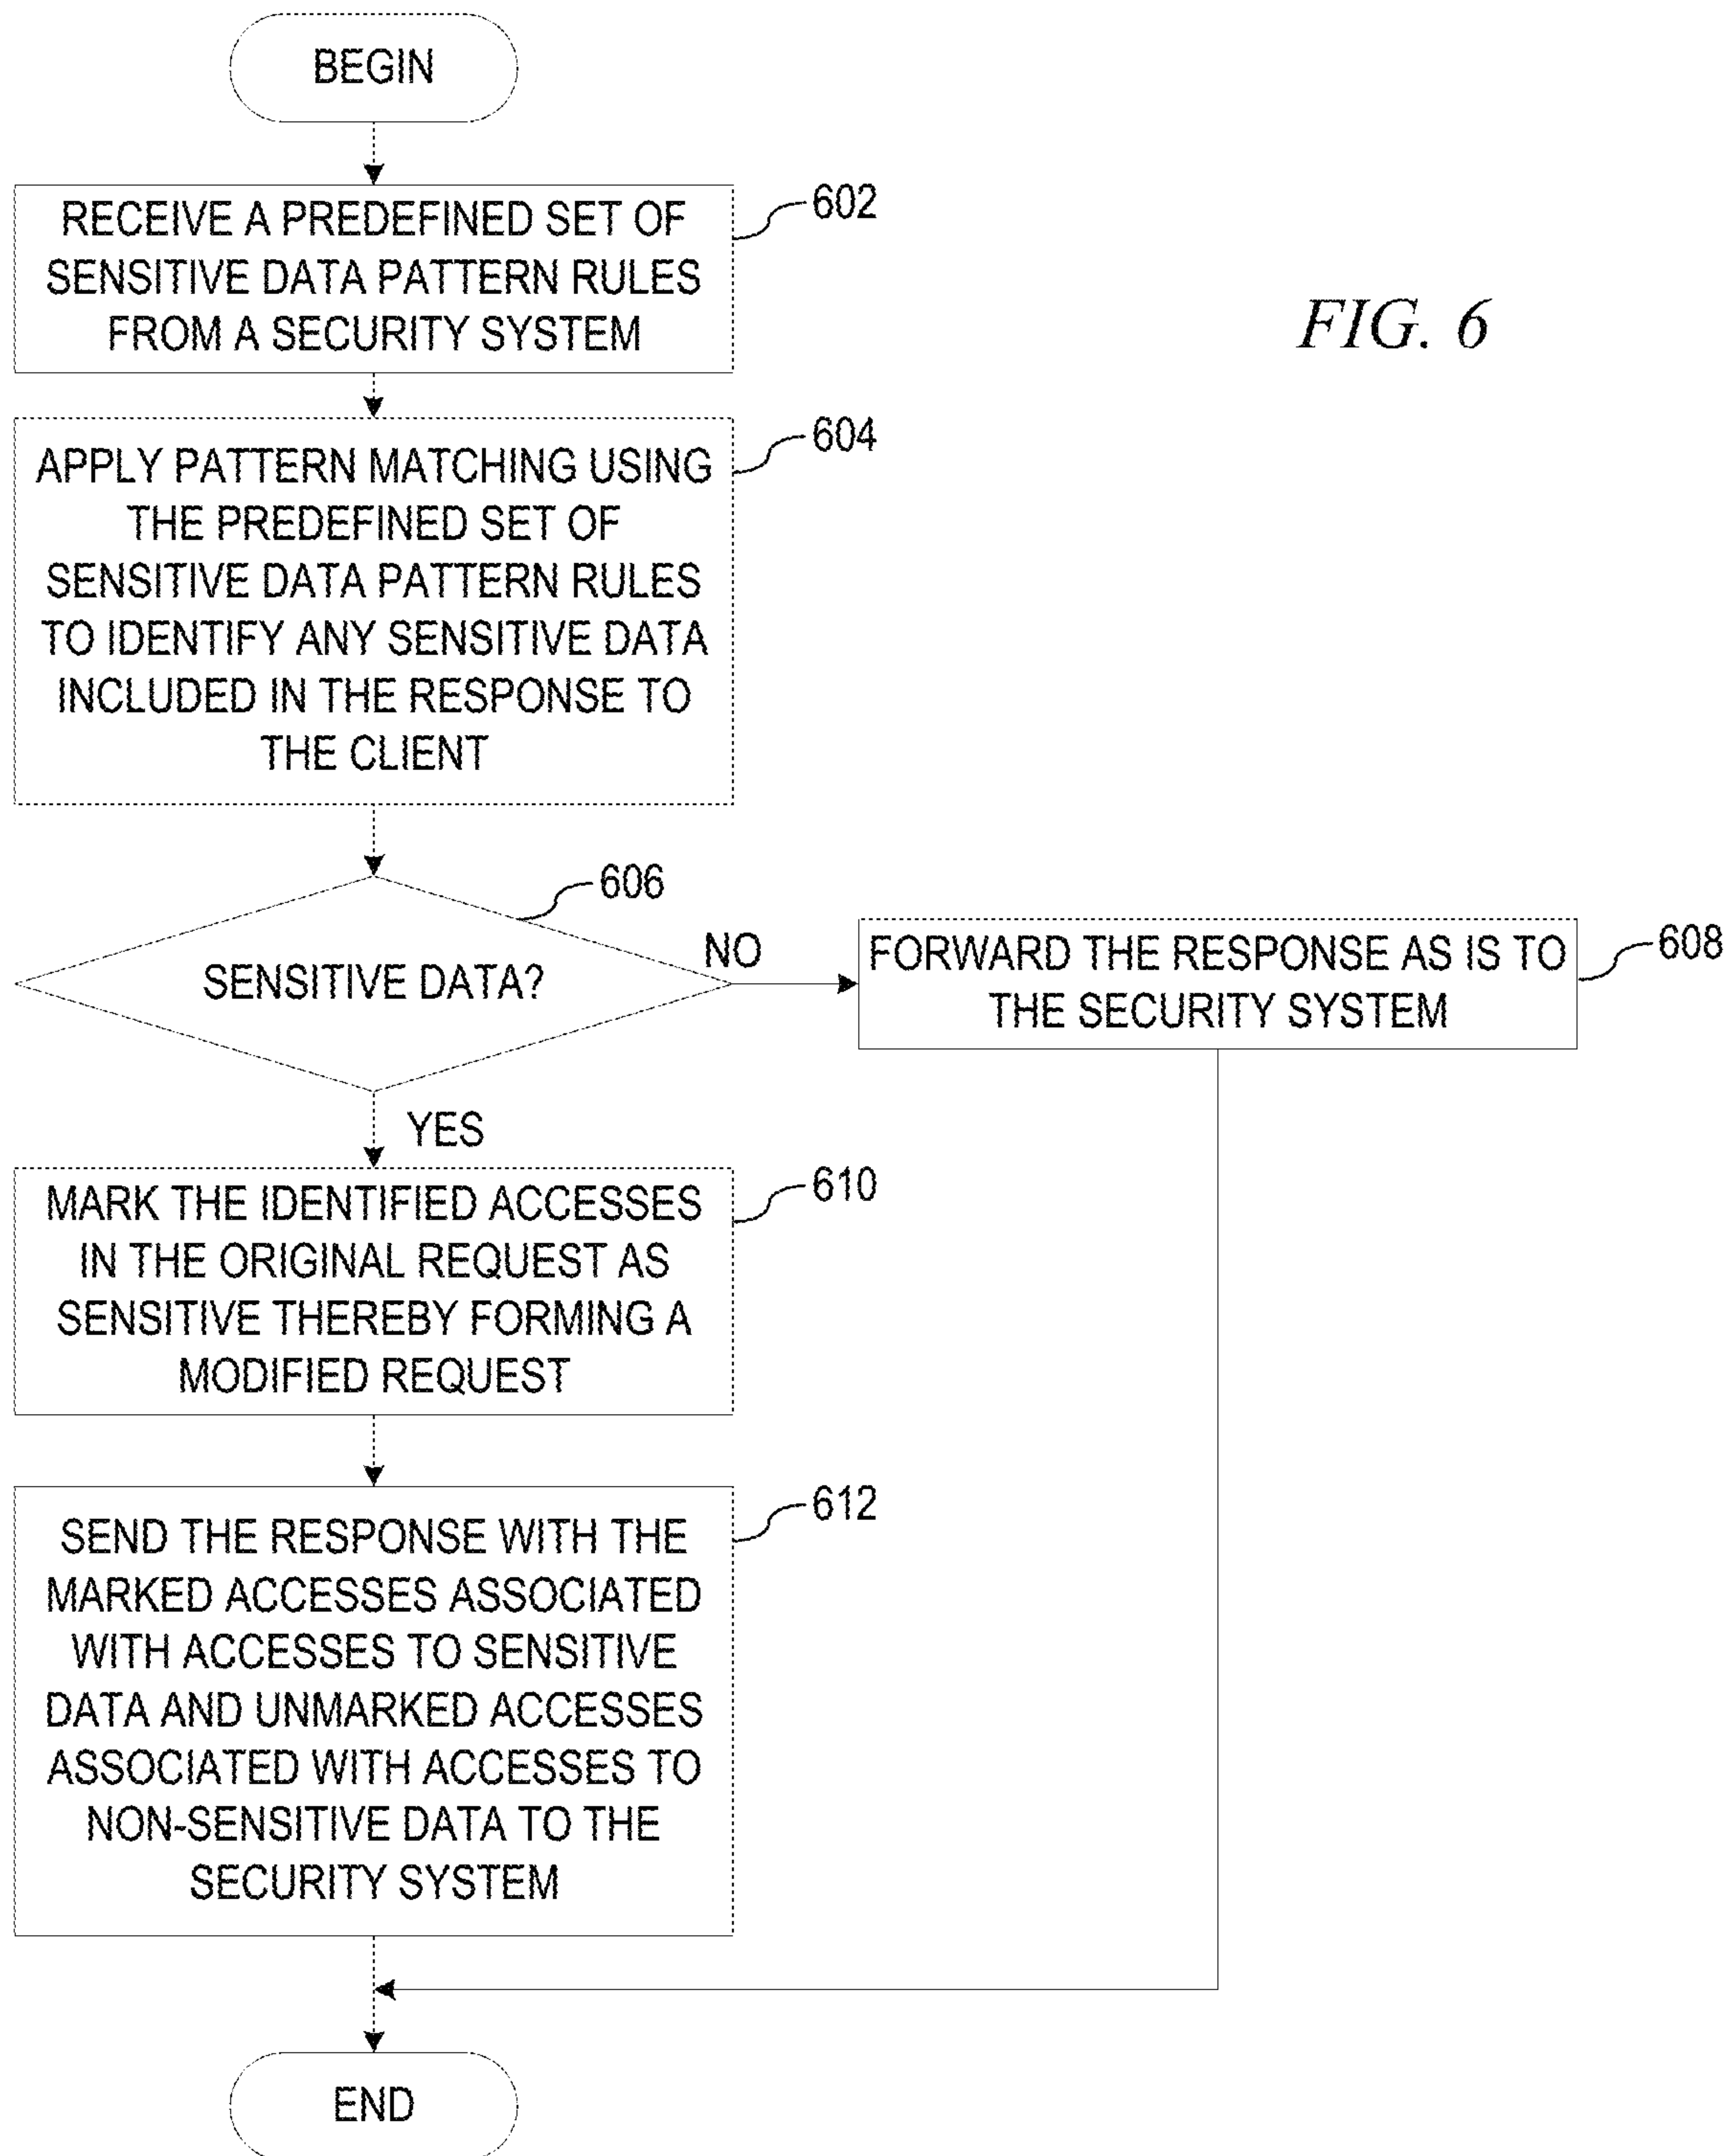 BEGIN
RECEIVE A PREDEFINED SET OF
SENSITIVE DATA PATTERN RULES
FROM A SECURITY SYSTEM
602
FIG. 6
APPLY PATTERN MATCHING USING
THE PREDEFINED SET OF
SENSITIVE DATA PATTERN RULES
TO IDENTIFY ANY SENSITIVE DATA
INCLUDED IN THE RESPONSE TO
THE CLIENT
604
SENSITIVE DATA?
606
NO
FORWARD THE RESPONSE AS IS TO
THE SECURITY SYSTEM
608
YES
MARK THE IDENTIFIED ACCESSES
IN THE ORIGINAL REQUEST AS
SENSITIVE THEREBY FORMING A
MODIFIED REQUEST
610
SEND THE RESPONSE WITH THE
MARKED ACCESSES ASSOCIATED
WITH ACCESSES TO SENSITIVE
DATA AND UNMARKED ACCESSES
ASSOCIATED WITH ACCESSES TO
NON-SENSITIVE DATA TO THE
SECURITY SYSTEM
612
END